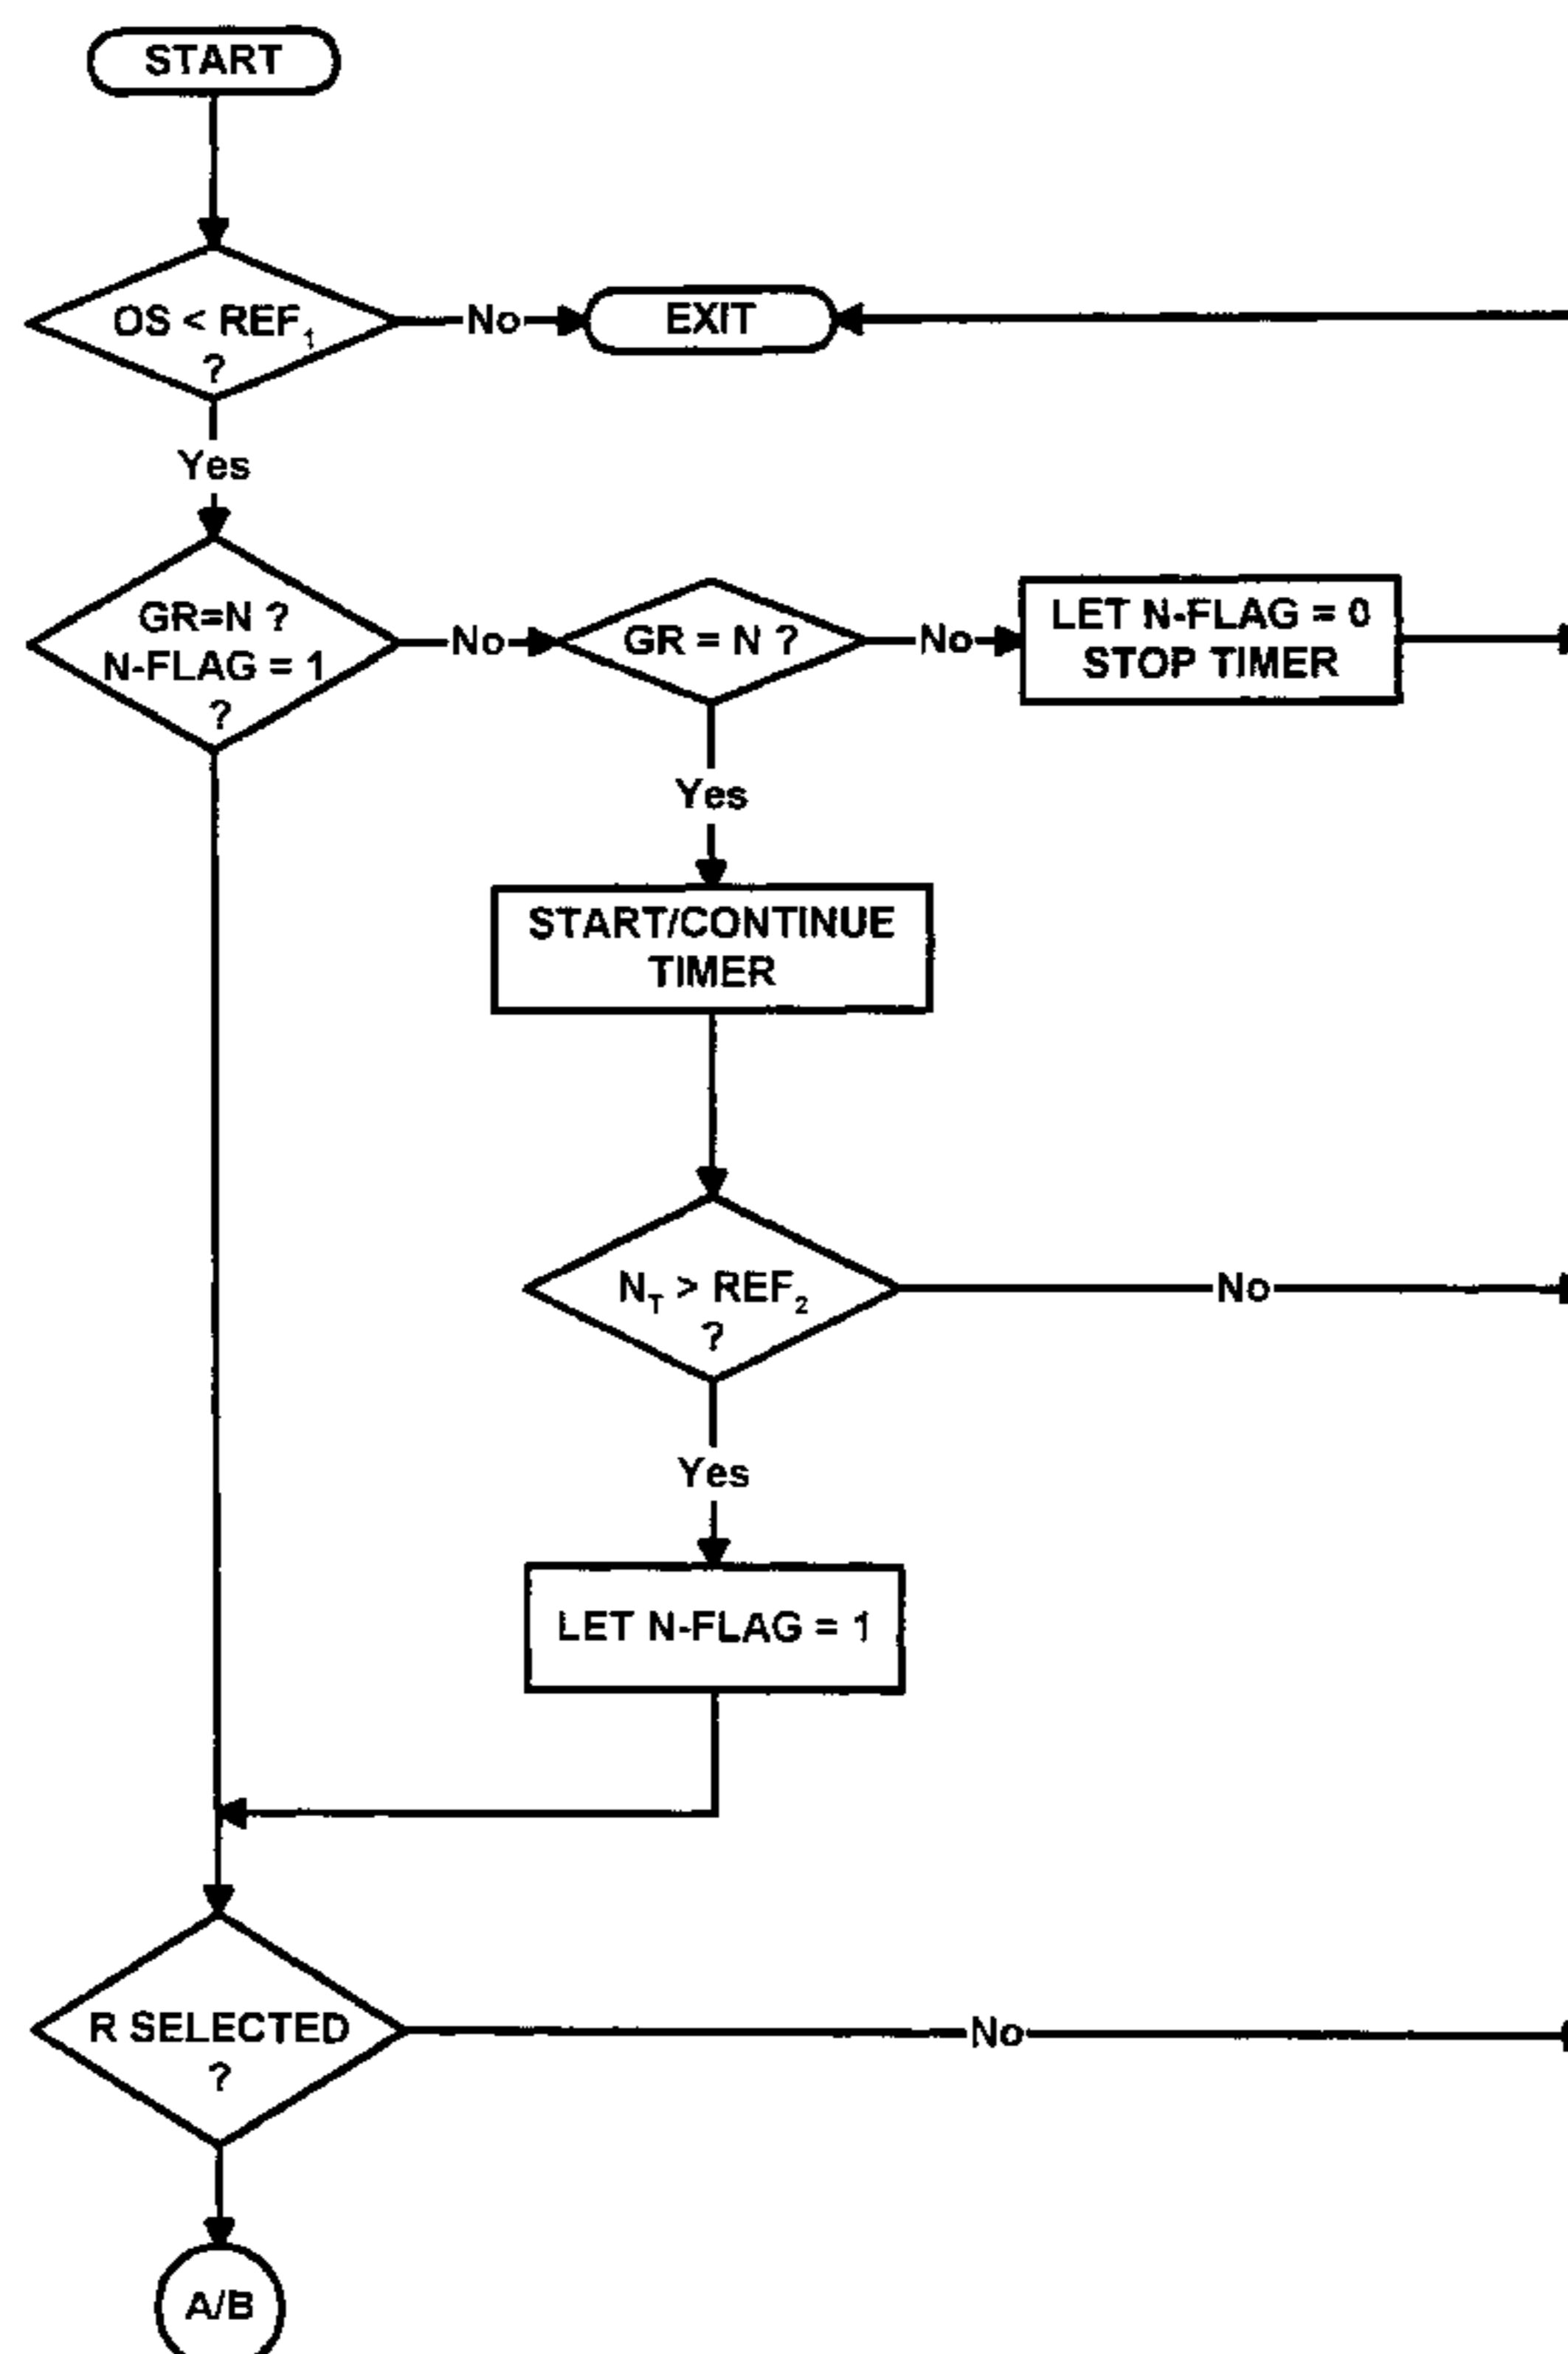 START
OS < REF₁
?
No
EXIT
Yes
GR=N ?
N-FLAG = 1
?
No
GR = N ?
No
LET N-FLAG = 0
STOP TIMER
Yes
START/CONTINUE
TIMER
N_T > REF₂
?
No
Yes
LET N-FLAG = 1
R SELECTED
?
No
A/B